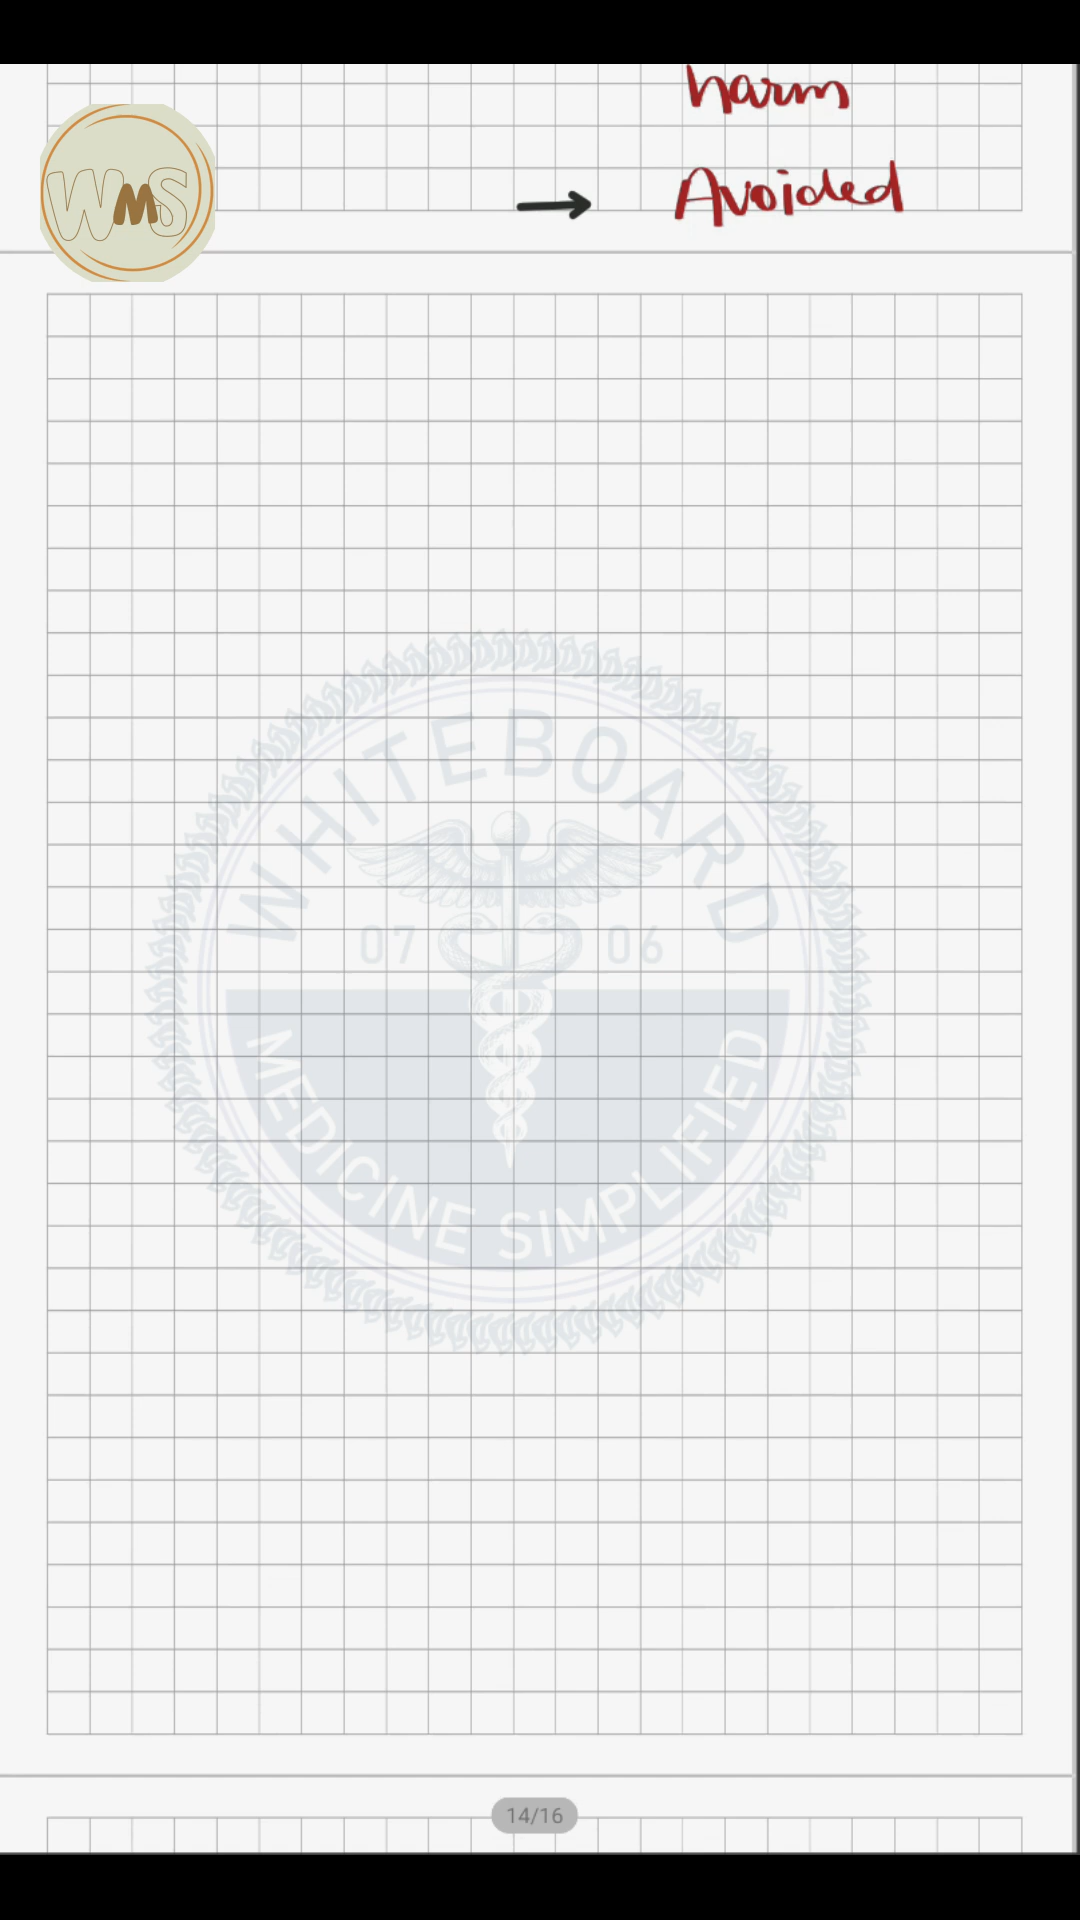 harm
WMS
→ Avoided
WHITEBOARD
07 06
MEDICINE SIMPLIFIED
14/16